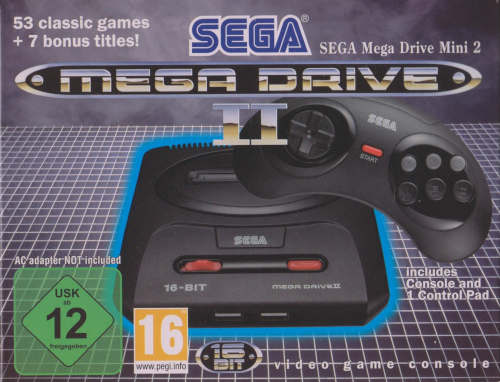 53 classic games
+ 7 bonus titles!
SEGA®
SEGA Mega Drive Mini 2
MEGA DRIVE
II
SEGA
START
SEGA
16-BIT
MEGA DRIVE II
AC adapter NOT included
includes
Console and
1 Control Pad
USK
ab
12
freigegeben
16
www.pegi.info
16
BIT
video game console